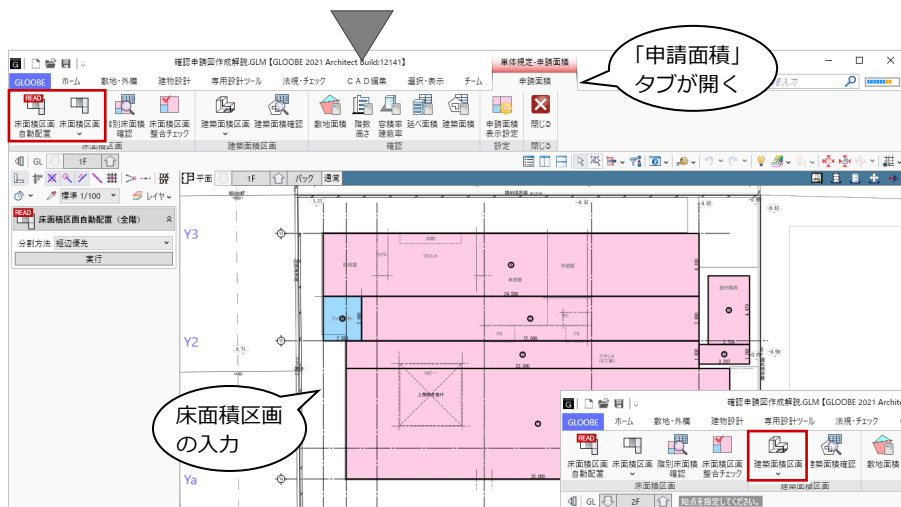 「申請面積」
タブが開く
確認申請図作成解説.GLM【GLOOBE 2021 Architect Build:12141】
単体規定-申請面積
GLOOBE ホーム 敷地・外構 建物設計 専用設計ツール 法規・チェック CAD編集 選択・表示 チーム 申請面積
READ
床面積区画 床面積区画 階別床面積 床面積区画 建築面積区画 建築面積確認 敷地面積 階数 容積率 延べ面積 建築面積 申請面積 閉じる
自動配置 確認 整合チェック 高さ 建蔽率 表示設定
床面積区画 建築面積区画 確認 設定 閉じる
GL 1F
平面 1F パック 通常
標準 1/100 レイヤ
READ
床面積区画自動配置（全階）
分割方法 短辺優先
実行
Y3
Y2
Ya
24.500
22.000
23.000
25.000
床面積区画
の入力
確認申請図作成解説.GLM【GLOOBE 2021 Archite
GLOOBE ホーム 敷地・外構 建物設計 専用設計ツール 法規・チェック
READ
床面積区画 床面積区画 階別床面積 床面積区画 建築面積区画 建築面積確認 敷地面積
自動配置 確認 整合チェック
床面積区画 建築面積区画
GL 2F 始点を指定してください。